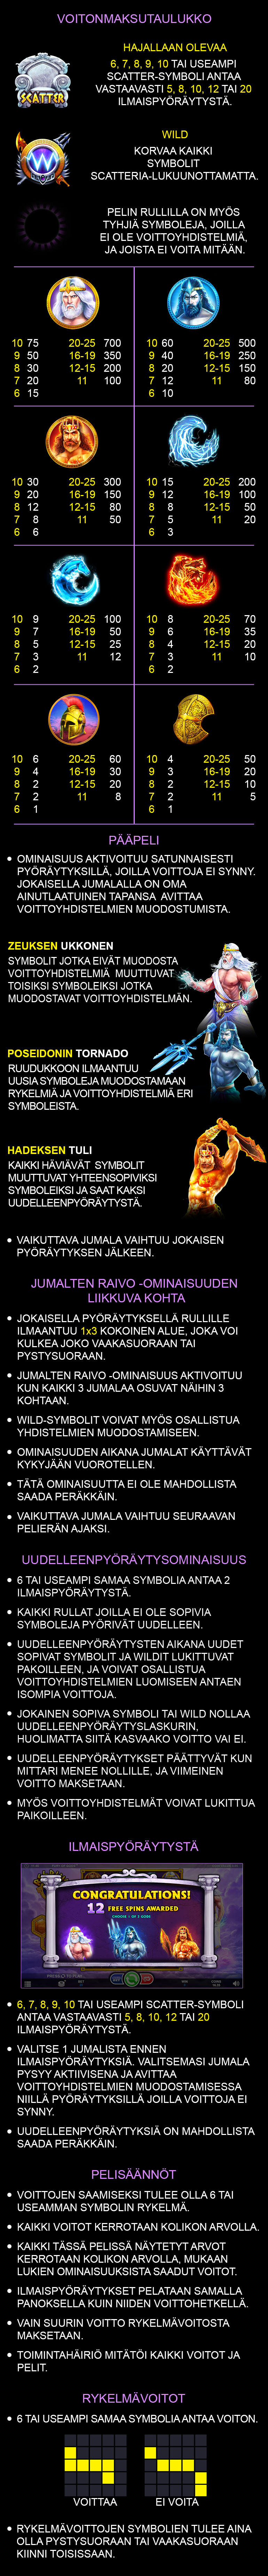 VOITONMAKSUTAULUKKO
HAJALLAAN OLEVAA
6, 7, 8, 9, 10 TAI USEAMPI
SCATTER-SYMBOLI ANTAA
VASTAAVASTI 5, 8, 10, 12 TAI 20
ILMAISPYÖRÄYTYSTÄ.
SCATTER
WILD
KORVAA KAIKKI
SYMBOLIT
SCATTERIA-LUKUUNOTTAMATTA.
W
PELIN RULLILLA ON MYÖS
TYHJIÄ SYMBOLEJA, JOILLA
EI OLE VOITTOYHDISTELMIÄ,
JA JOISTA EI VOITA MITÄÄN.
10 75 20-25 700
9 50 16-19 350
8 30 12-15 200
7 20 11 100
6 15
10 60 20-25 500
9 40 16-19 250
8 20 12-15 150
7 12 11 80
6 10
10 30 20-25 300
9 20 16-19 150
8 12 12-15 80
7 8 11 50
6 6
10 15 20-25 200
9 12 16-19 100
8 8 12-15 50
7 5 11 20
6 3
10 9 20-25 100
9 7 16-19 50
8 5 12-15 25
7 3 11 12
6 2
10 8 20-25 70
9 6 16-19 35
8 4 12-15 20
7 3 11 10
6 2
10 6 20-25 60
9 4 16-19 30
8 2 12-15 20
7 2 11 8
6 1
10 4 20-25 50
9 3 16-19 20
8 2 12-15 10
7 2 11 5
6 1
PÄÄPELI
OMINAISUUS AKTIVOITUU SATUNNAISESTI
PYÖRÄYTYKSILLÄ, JOILLA VOITTOJA EI SYNNY.
JOKAISELLA JUMALALLA ON OMA
AINUTLAATUINEN TAPANSA AVITTAA
VOITTOYHDISTELMIEN MUODOSTUMISTA.
ZEUKSEN UKKONEN
SYMBOLIT JOTKA EIVÄT MUODOSTA
VOITTOYHDISTELMIÄ MUUTTUVAT
TOISIKSI SYMBOLEIKSI JOTKA
MUODOSTAVAT VOITTOYHDISTELMÄN.
POSEIDONIN TORNADO
RUUDUKKOON ILMAANTUU
UUSIA SYMBOLEJA MUODOSTAMAAN
RYKELMIÄ JA VOITTOYHDISTELMIÄ ERI
SYMBOLEISTA.
HADEKSEN TULI
KAIKKI HÄVIÄVÄT SYMBOLIT
MUUTTUVAT YHTEENSOPIVIKSI
SYMBOLEIKSI JA SAAT KAKSI
UUDELLEENPYÖRÄYTYSTÄ.
VAIKUTTAVA JUMALA VAIHTUU JOKAISEN
PYÖRÄYTYKSEN JÄLKEEN.
JUMALTEN RAIVO -OMINAISUUDEN
LIIKKUVA KOHTA
JOKAISELLA PYÖRÄYTYKSELLÄ RULLILLE
ILMAANTUU 1x3 KOKOINEN ALUE, JOKA VOI
KULKEA JOKO VAAKASUORAAN TAI
PYSTYSUORAAN.
JUMALTEN RAIVO -OMINAISUUS AKTIVOITUU
KUN KAIKKI 3 JUMALAA OSUVAT NÄIHIN 3
KOHTAAN.
WILD-SYMBOLIT VOIVAT MYÖS OSALLISTUA
YHDISTELMIEN MUODOSTAMISEEN.
OMINAISUUDEN AIKANA JUMALAT KÄYTTÄVÄT
KYKYJÄÄN VUOROTELLEN.
TÄTÄ OMINAISUUTTA EI OLE MAHDOLLISTA
SAADA PERÄKKÄIN.
VAIKUTTAVA JUMALA VAIHTUU SEURAAVAN
PELIERÄN AJAKSI.
UUDELLEENPYÖRÄYTYSOMINAISUUS
6 TAI USEAMPI SAMAA SYMBOLIA ANTAA 2
ILMAISPYÖRÄYTYSTÄ.
KAIKKI RULLAT JOILLA EI OLE SOPIVIA
SYMBOLEJA PYÖRIVÄT UUDELLEEN.
UUDELLEENPYÖRÄYTYSTEN AIKANA UUDET
SOPIVAT SYMBOLIT JA WILDIT LUKITTUVAT
PAKOILLEEN, JA VOIVAT OSALLISTUA
VOITTOYHDISTELMIEN LUOMISEEN ANTAEN
ISOMPIA VOITTOJA.
JOKAINEN SOPIVA SYMBOLI TAI WILD NOLLAA
UUDELLEENPYÖRÄYTYSLASKURIN,
HUOLIMATTA SIITÄ KASVAAKO VOITTO VAI EI.
UUDELLEENPYÖRÄYTYKSET PÄÄTTYVÄT KUN
MITTARI MENEE NOLLILLE, JA VIIMEINEN
VOITTO MAKSETAAN.
MYÖS VOITTOYHDISTELMÄT VOIVAT LUKITTUA
PAIKOILLEEN.
ILMAISPYÖRÄYTYSTÄ
CONGRATULATIONS!
12 FREE SPINS AWARDED
CHOOSE 1 OF 3 GODS
6, 7, 8, 9, 10 TAI USEAMPI SCATTER-SYMBOLI
ANTAA VASTAAVASTI 5, 8, 10, 12 TAI 20
ILMAISPYÖRÄYTYSTÄ.
VALITSE 1 JUMALISTA ENNEN
ILMAISPYÖRÄYTYKSIÄ. VALITSEMASI JUMALA
PYSYY AKTIIVISENA JA AVITTAA
VOITTOYHDISTELMIEN MUODOSTAMISESSA
NIILLÄ PYÖRÄYTYKSILLÄ JOILLA VOITTOJA EI
SYNNY.
UUDELLEENPYÖRÄYTYKSIÄ ON MAHDOLLISTA
SAADA PERÄKKÄIN.
PELISÄÄNNÖT
VOITTOJEN SAAMISEKSI TULEE OLLA 6 TAI
USEAMMAN SYMBOLIN RYKELMÄ.
KAIKKI VOITOT KERROTAAN KOLIKON ARVOLLA.
KAIKKI TÄSSÄ PELISSÄ NÄYTETYT ARVOT
KERROTAAN KOLIKON ARVOLLA, MUKAAN
LUKIEN OMINAISUUKSISTA SAADUT VOITOT.
ILMAISPYÖRÄYTYKSET PELATAAN SAMALLA
PANOKSELLA KUIN NIIDEN VOITTOHETKELLÄ.
VAIN SUURIN VOITTO RYKELMÄVOITOSTA
MAKSETAAN.
TOIMINTAHÄIRIÖ MITÄTÖI KAIKKI VOITOT JA
PELIT.
RYKELMÄVOITOT
6 TAI USEAMPI SAMAA SYMBOLIA ANTAA VOITON.
VOITTAA EI VOITA
RYKELMÄVOITTOJEN SYMBOLIEN TULEE AINA
OLLA PYSTYSUORAAN TAI VAAKASUORAAN
KIINNI TOISISSAAN.